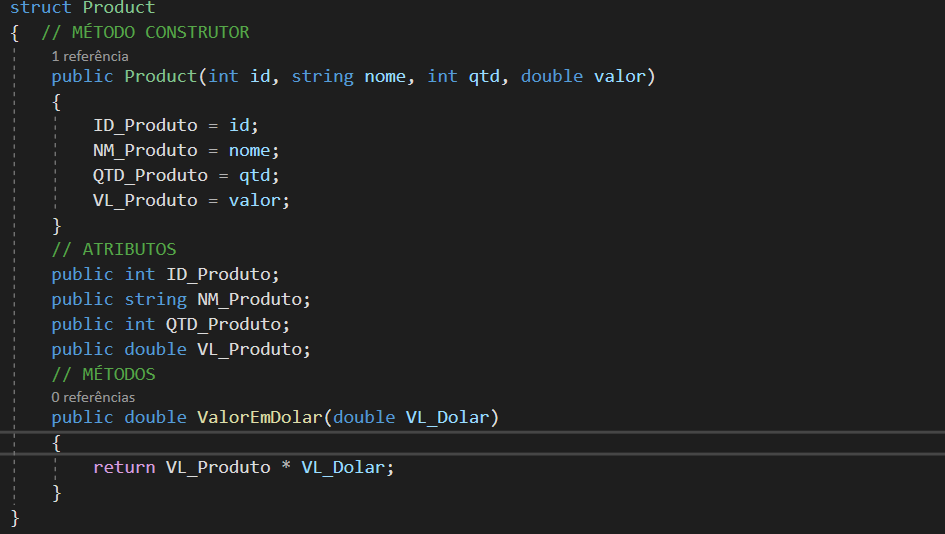 struct Product
{ // MÉTODO CONSTRUTOR
1 referência
public Product(int id, string nome, int qtd, double valor)
{
ID_Produto = id;
NM_Produto = nome;
QTD_Produto = qtd;
VL_Produto = valor;
}
// ATRIBUTOS
public int ID_Produto;
public string NM_Produto;
public int QTD_Produto;
public double VL_Produto;
// MÉTODOS
0 referências
public double ValorEmDolar(double VL_Dolar)
{
return VL_Produto * VL_Dolar;
}
}